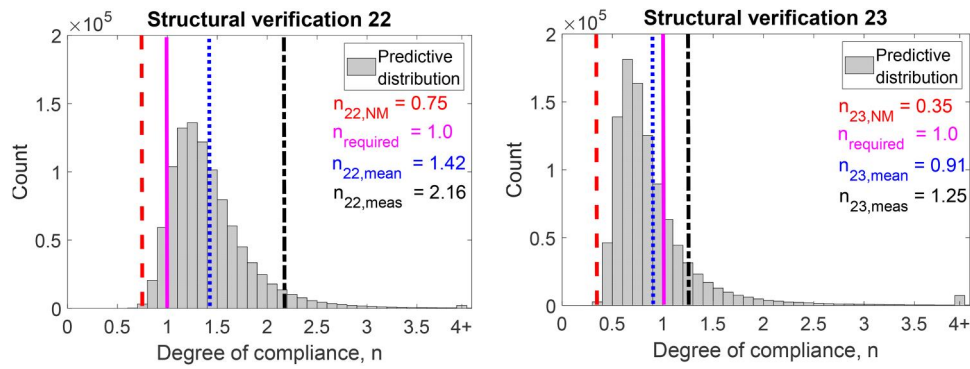 Structural verification 22
×10⁵
2
1.5
1
0.5
0
Count
Predictive
distribution
n22,NM = 0.75
nrequired = 1.0
n22,mean = 1.42
n22,meas = 2.16
0 0.5 1 1.5 2 2.5 3 3.5 4+
Degree of compliance, n
Structural verification 23
×10⁵
2
1.5
1
0.5
0
Count
Predictive
distribution
n23,NM = 0.35
nrequired = 1.0
n23,mean = 0.91
n23,meas = 1.25
0 0.5 1 1.5 2 2.5 3 3.5 4+
Degree of compliance, n